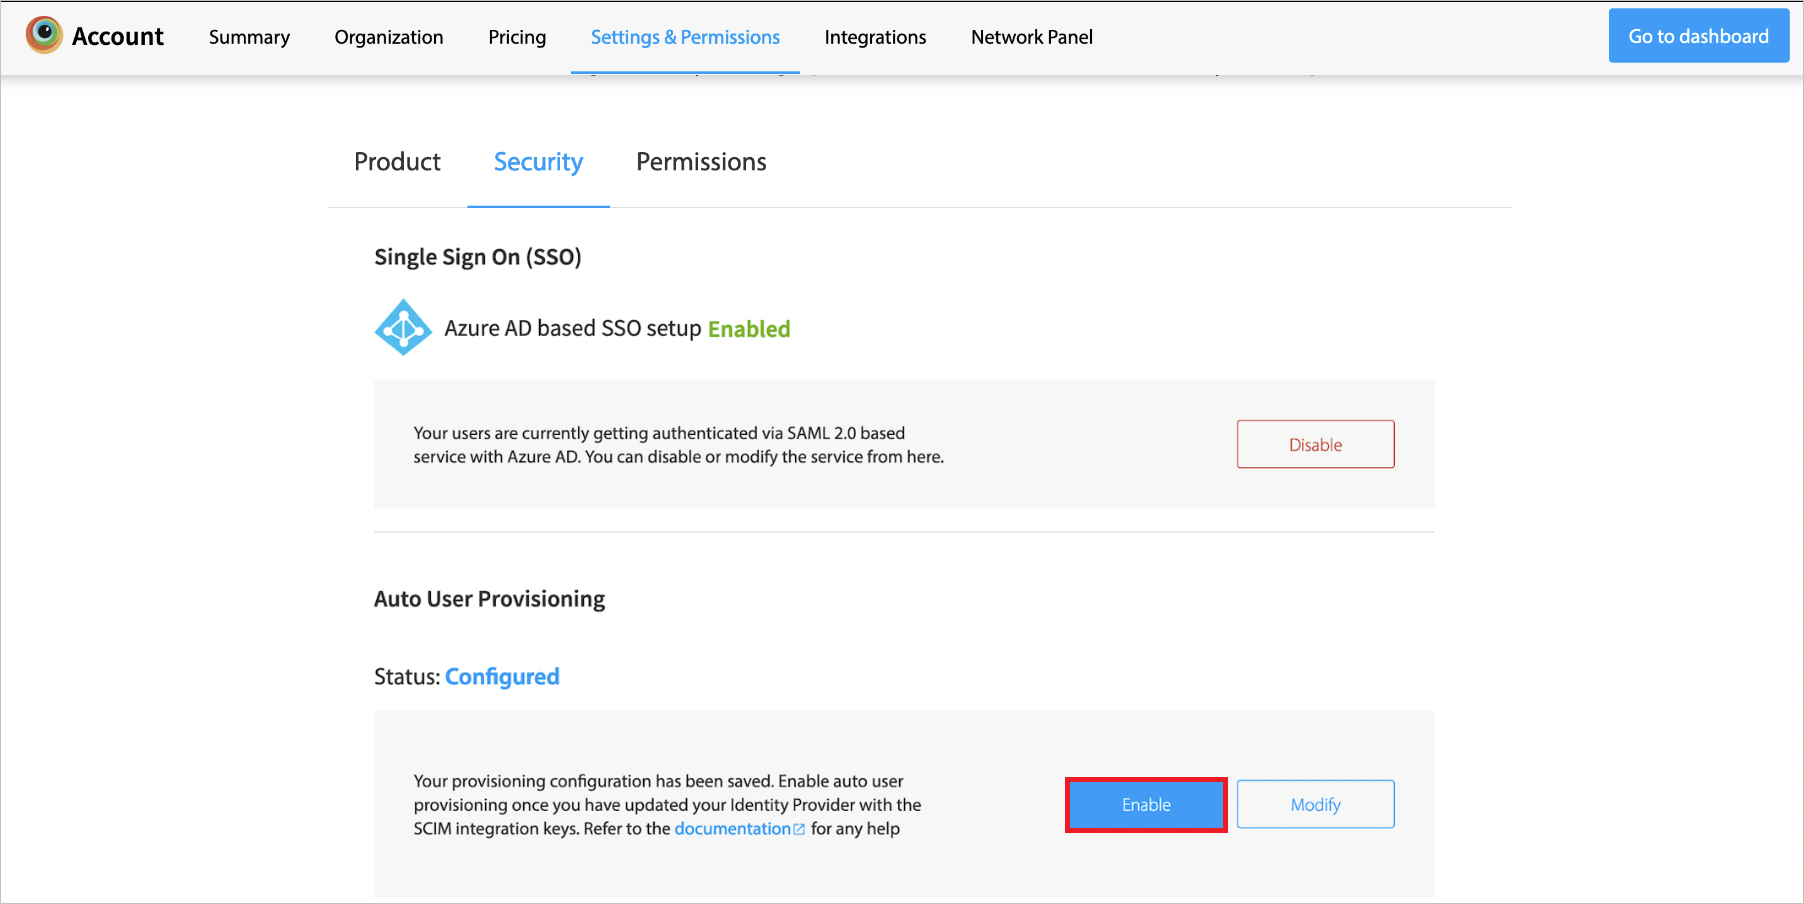 Account
Summary
Organization
Pricing
Settings & Permissions
Integrations
Network Panel
Go to dashboard
Product
Security
Permissions
Single Sign On (SSO)
Azure AD based SSO setup Enabled
Your users are currently getting authenticated via SAML 2.0 based
service with Azure AD. You can disable or modify the service from here.
Disable
Auto User Provisioning
Status: Configured
Your provisioning configuration has been saved. Enable auto user
provisioning once you have updated your Identity Provider with the
SCIM integration keys. Refer to the documentation for any help
Enable
Modify